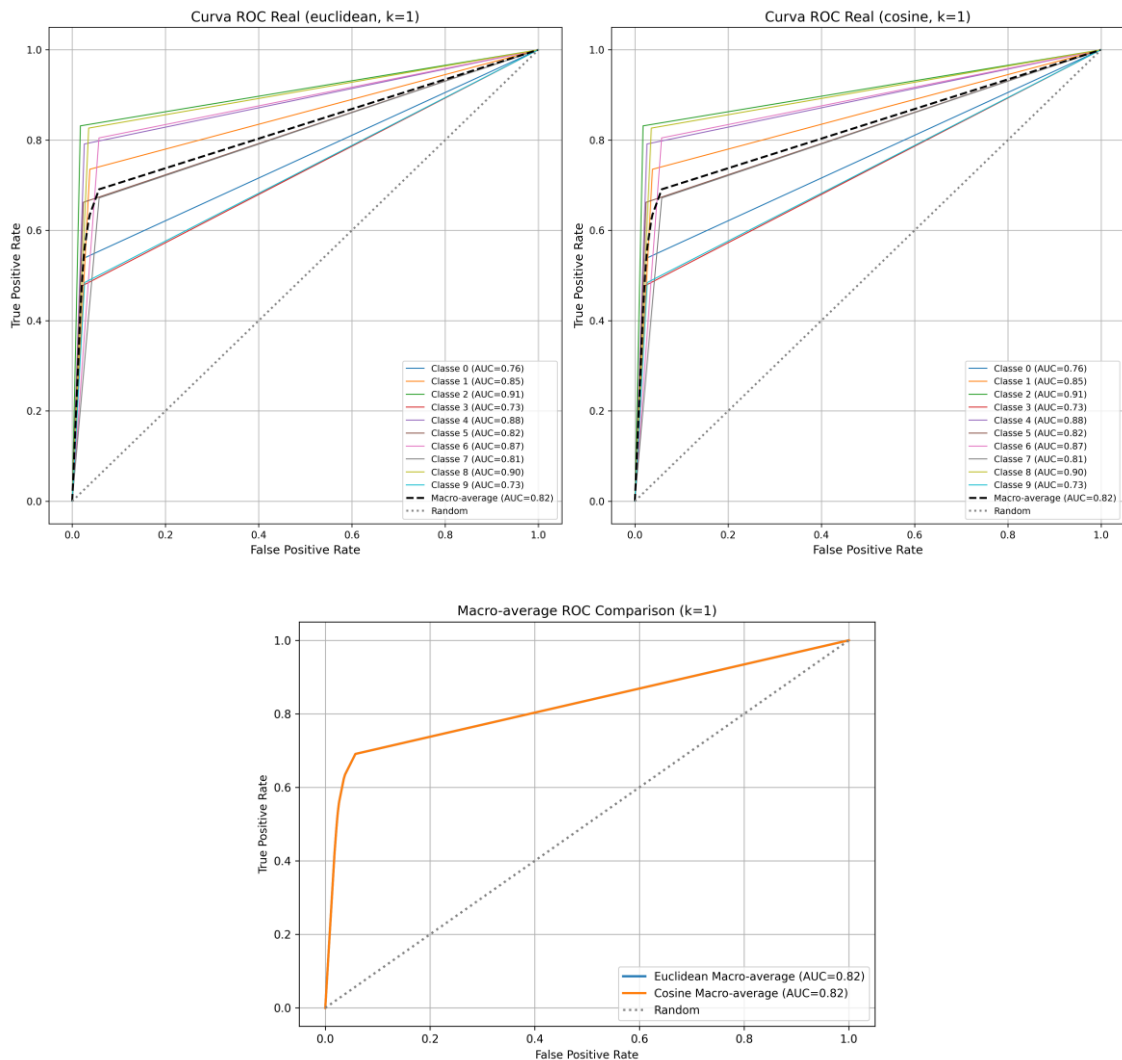 Curva ROC Real (euclidean, k=1)
1.0
0.8
0.6
0.4
0.2
0.0
True Positive Rate
0.0 0.2 0.4 0.6 0.8 1.0
False Positive Rate
Classe 0 (AUC=0.76)
Classe 1 (AUC=0.85)
Classe 2 (AUC=0.91)
Classe 3 (AUC=0.73)
Classe 4 (AUC=0.88)
Classe 5 (AUC=0.82)
Classe 6 (AUC=0.87)
Classe 7 (AUC=0.81)
Classe 8 (AUC=0.90)
Classe 9 (AUC=0.73)
Macro-average (AUC=0.82)
Random
Curva ROC Real (cosine, k=1)
1.0
0.8
0.6
0.4
0.2
0.0
True Positive Rate
0.0 0.2 0.4 0.6 0.8 1.0
False Positive Rate
Classe 0 (AUC=0.76)
Classe 1 (AUC=0.85)
Classe 2 (AUC=0.91)
Classe 3 (AUC=0.73)
Classe 4 (AUC=0.88)
Classe 5 (AUC=0.82)
Classe 6 (AUC=0.87)
Classe 7 (AUC=0.81)
Classe 8 (AUC=0.90)
Classe 9 (AUC=0.73)
Macro-average (AUC=0.82)
Random
Macro-average ROC Comparison (k=1)
1.0
0.8
0.6
0.4
0.2
0.0
True Positive Rate
0.0 0.2 0.4 0.6 0.8 1.0
False Positive Rate
Euclidean Macro-average (AUC=0.82)
Cosine Macro-average (AUC=0.82)
Random